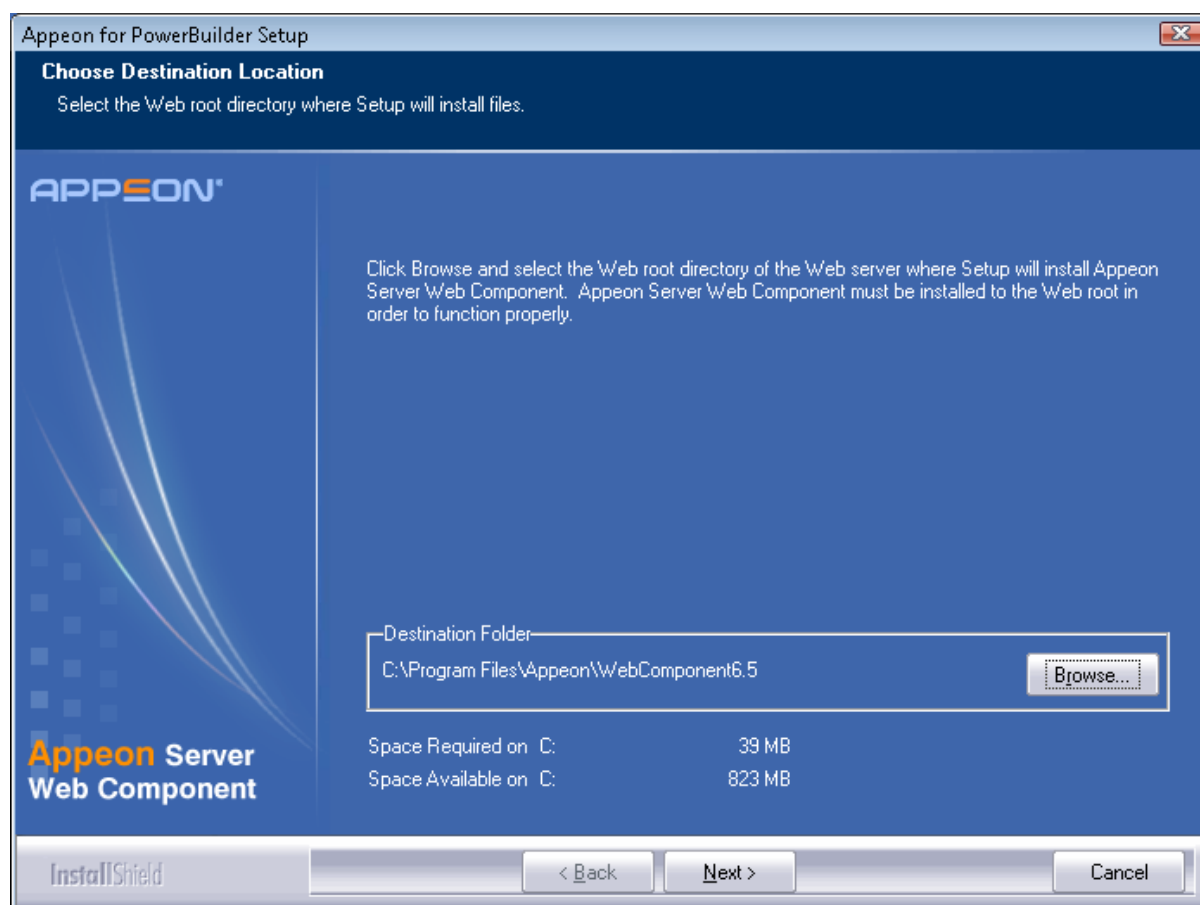 Appeon for PowerBuilder Setup
Choose Destination Location
Select the Web root directory where Setup will install files.
APPEON
Click Browse and select the Web root directory of the Web server where Setup will install Appeon
Server Web Component. Appeon Server Web Component must be installed to the Web root in
order to function properly.
Destination Folder
C:\Program Files\Appeon\WebComponent6.5
Browse...
Space Required on C: 39 MB
Space Available on C: 823 MB
Appeon Server
Web Component
InstallShield
< Back
Next >
Cancel